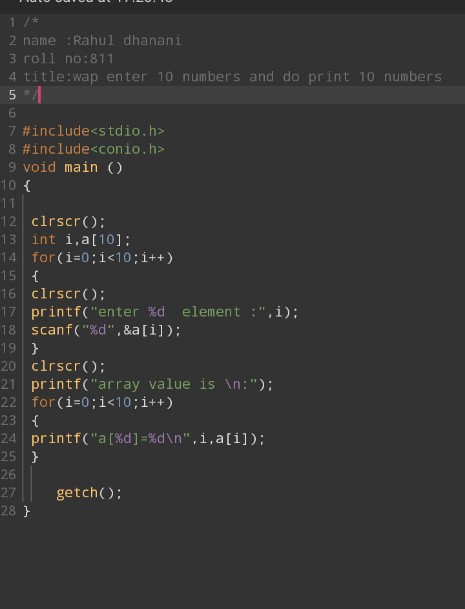 1 /*
2 name :Rahul dhanani
3 roll no:811
4 title:wap enter 10 numbers and do print 10 numbers
5 */
6
7 #include<stdio.h>
8 #include<conio.h>
9 void main ()
10 {
11
12 clrscr();
13 int i,a[10];
14 for(i=0;i<10;i++)
15 {
16 clrscr();
17 printf("enter %d  element :",i);
18 scanf("%d",&a[i]);
19 }
20 clrscr();
21 printf("array value is \n:");
22 for(i=0;i<10;i++)
23 {
24 printf("a[%d]=%d\n",i,a[i]);
25 }
26
27 getch();
28 }